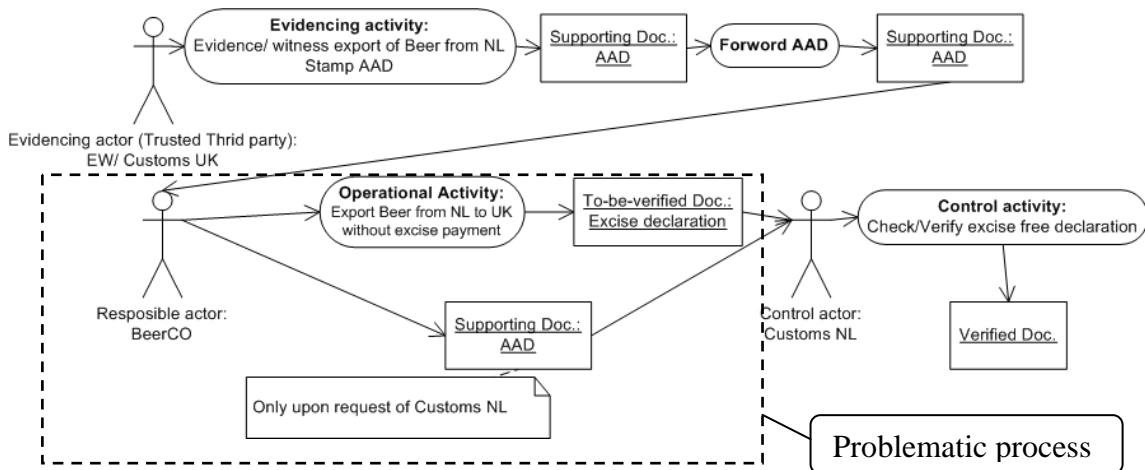 Evidencing activity:
Evidence/ witness export of Beer from NL
Stamp AAD
Supporting Doc.:
AAD
Forword AAD
Supporting Doc.:
AAD
Evidencing actor (Trusted Thrid party):
EW/ Customs UK
Operational Activity:
Export Beer from NL to UK
without excise payment
To-be-verified Doc.:
Excise declaration
Control activity:
Check/Verify excise free declaration
Resposible actor:
BeerCO
Supporting Doc.:
AAD
Control actor:
Customs NL
Verified Doc.
Only upon request of Customs NL
Problematic process